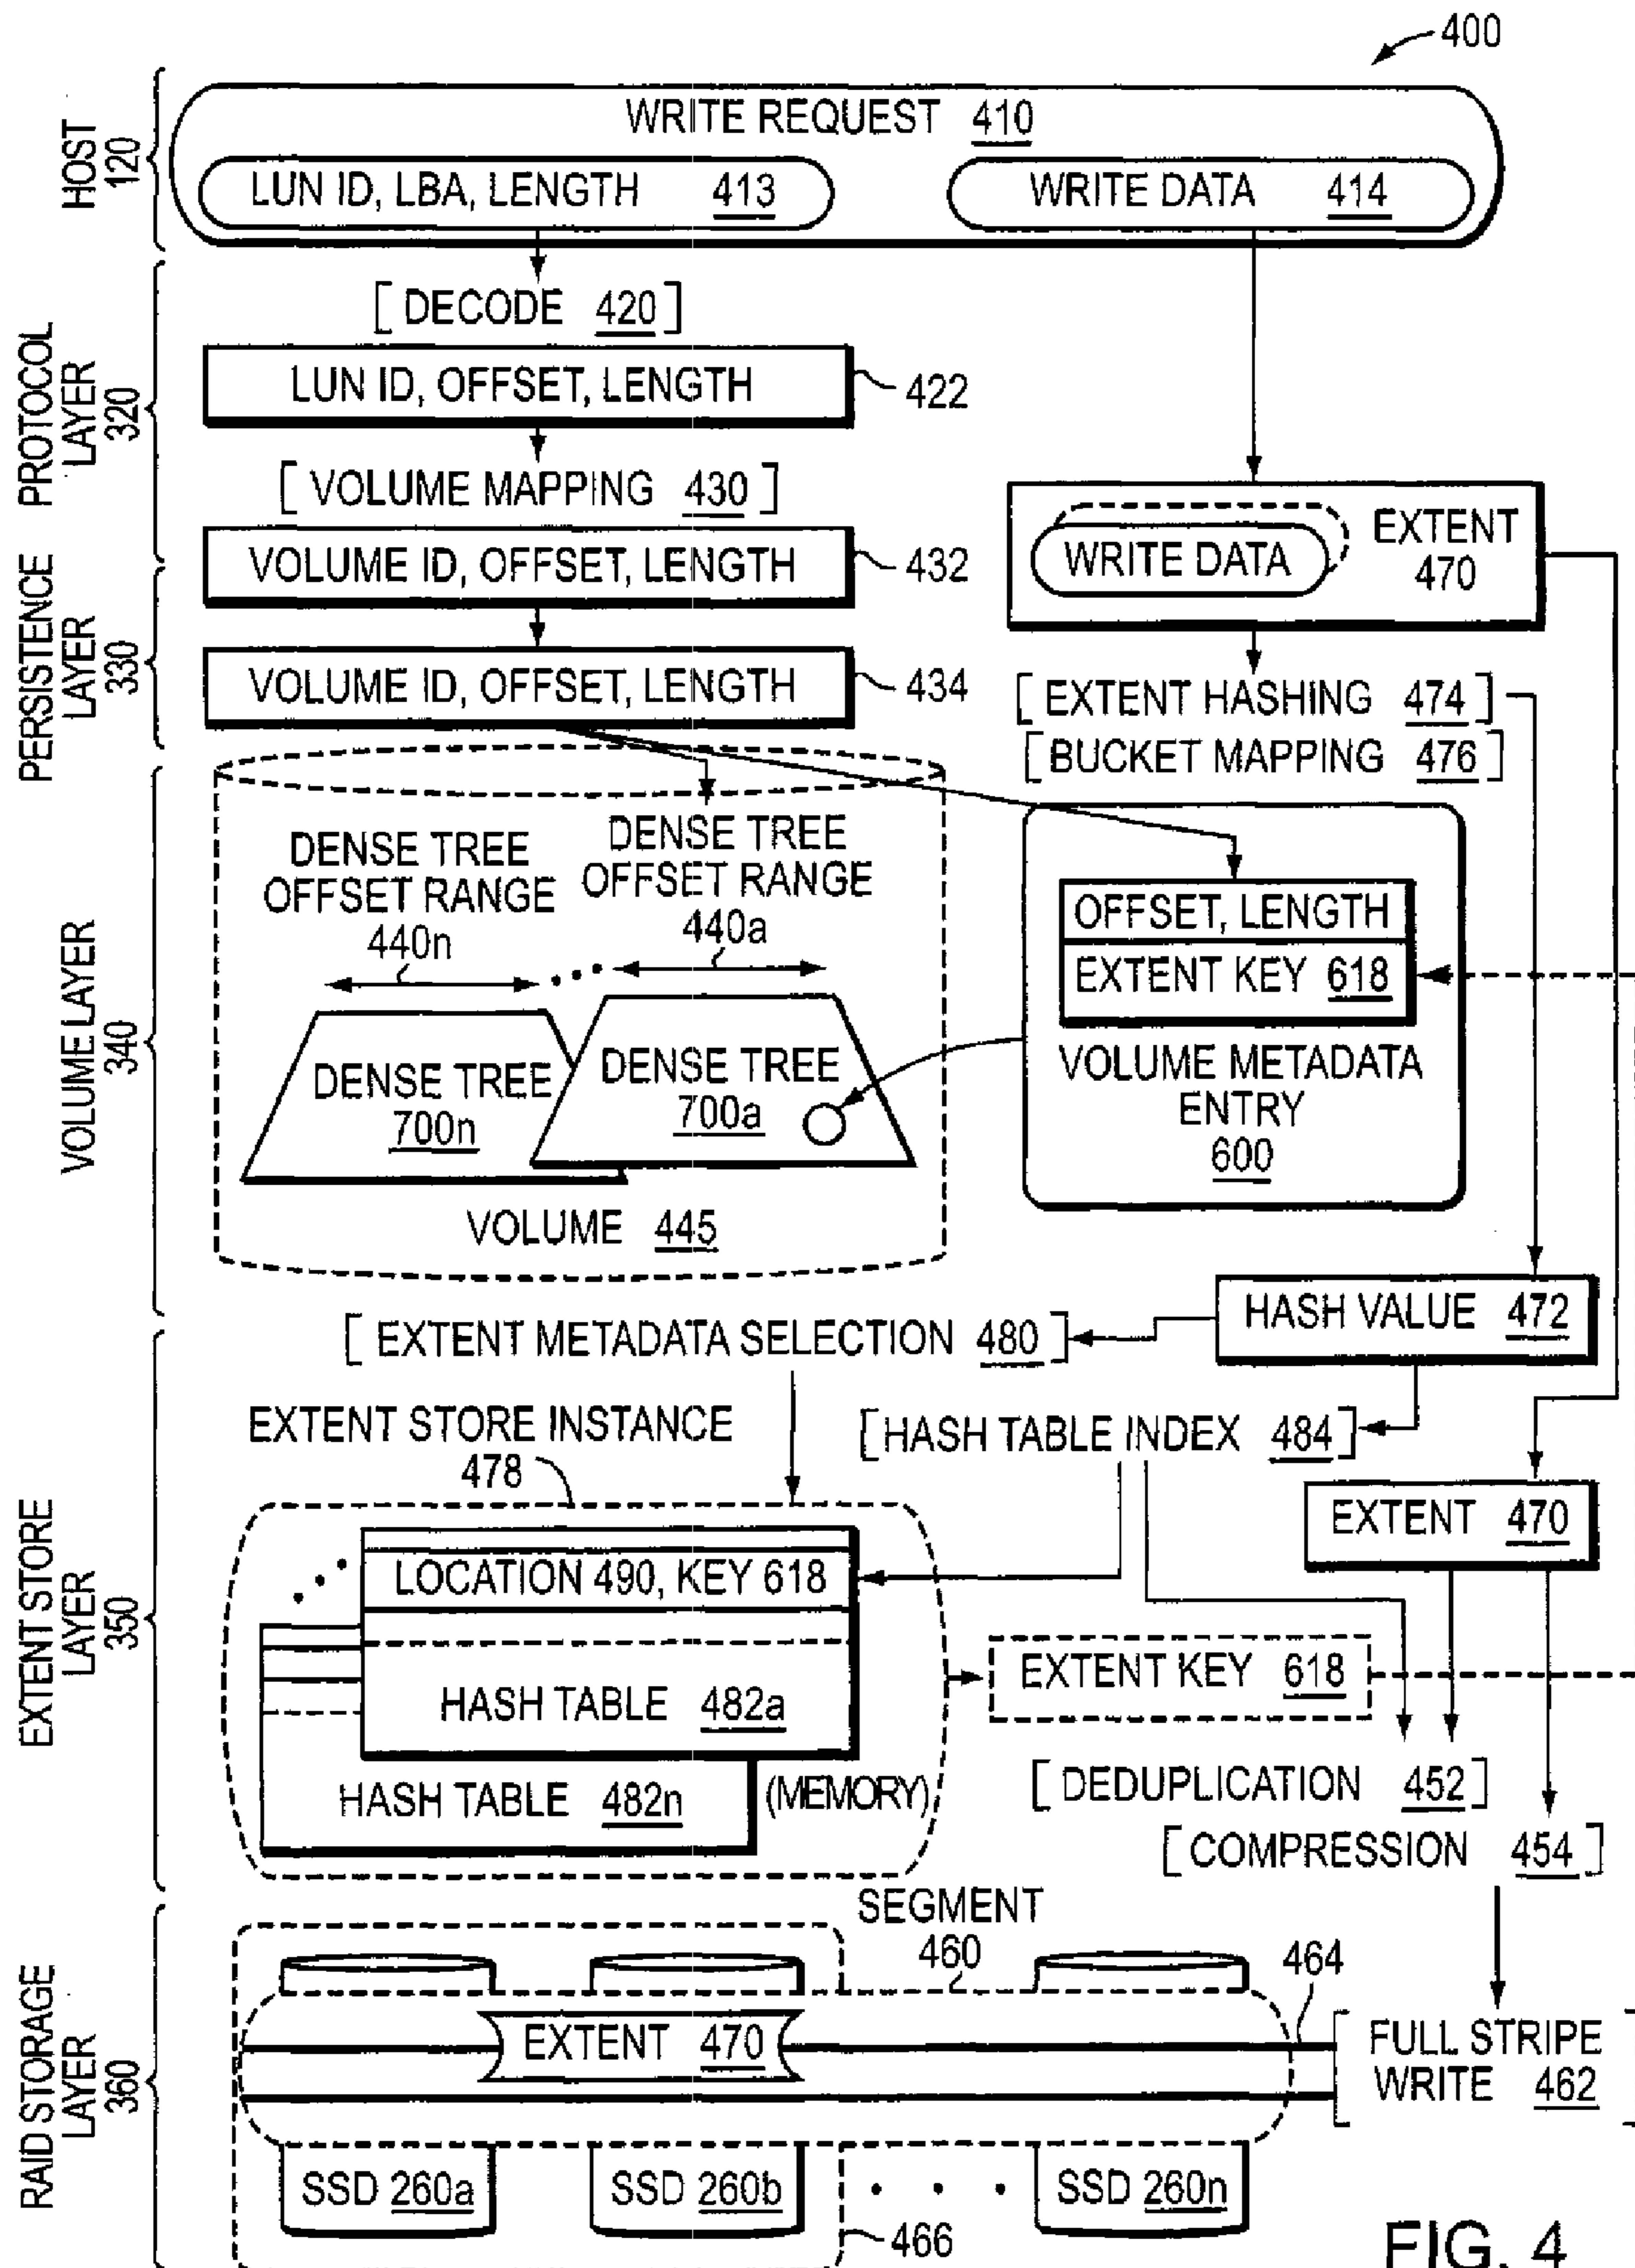 400
HOST
120
WRITE REQUEST 410
LUN ID, LBA, LENGTH 413
WRITE DATA 414
PROTOCOL
LAYER
320
[ DECODE 420 ]
LUN ID, OFFSET, LENGTH
422
[ VOLUME MAPPING 430 ]
VOLUME ID, OFFSET, LENGTH
432
WRITE DATA
EXTENT
470
PERSISTENCE
LAYER
330
VOLUME ID, OFFSET, LENGTH
434
[ EXTENT HASHING 474 ]
[ BUCKET MAPPING 476 ]
VOLUME LAYER
340
DENSE TREE
OFFSET RANGE
440n
DENSE TREE
OFFSET RANGE
440a
DENSE TREE
700n
DENSE TREE
700a
VOLUME 445
OFFSET, LENGTH
EXTENT KEY 618
VOLUME METADATA
ENTRY
600
HASH VALUE 472
[ EXTENT METADATA SELECTION 480 ]
EXTENT STORE
LAYER
350
EXTENT STORE INSTANCE
478
[ HASH TABLE INDEX 484 ]
EXTENT 470
LOCATION 490, KEY 618
HASH TABLE 482a
HASH TABLE 482n
(MEMORY)
EXTENT KEY 618
[ DEDUPLICATION 452 ]
[ COMPRESSION 454 ]
RAID STORAGE
LAYER
360
SEGMENT
460
464
EXTENT 470
[ FULL STRIPE
WRITE 462 ]
SSD 260a
SSD 260b
. . .
SSD 260n
466
FIG. 4